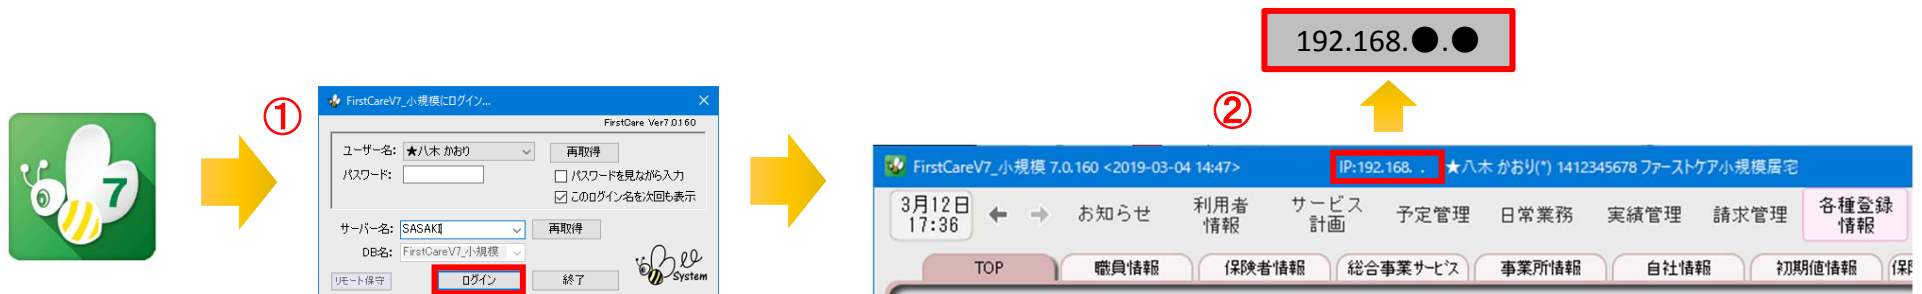 192.168.●.●
①
②
7
FirstCareV7_小規模にログイン...
FirstCare Ver7.0.160
ユーザー名: ★八木 かおり 再取得
パスワード: パスワードを見ながら入力
このログイン名を次回も表示
サーバー名: SASAKI 再取得
DB名: FirstCareV7_小規模
リモート保守 ログイン 終了
Bee System
FirstCareV7_小規模 7.0.160 <2019-03-04 14:47> IP:192.168. . ★八木 かおり(*) 1412345678 ファーストケア小規模居宅
3月12日 17:36 ← → お知らせ 利用者情報 サービス計画 予定管理 日常業務 実績管理 請求管理 各種登録情報
TOP 職員情報 保険者情報 総合事業サービス 事業所情報 自社情報 初期値情報